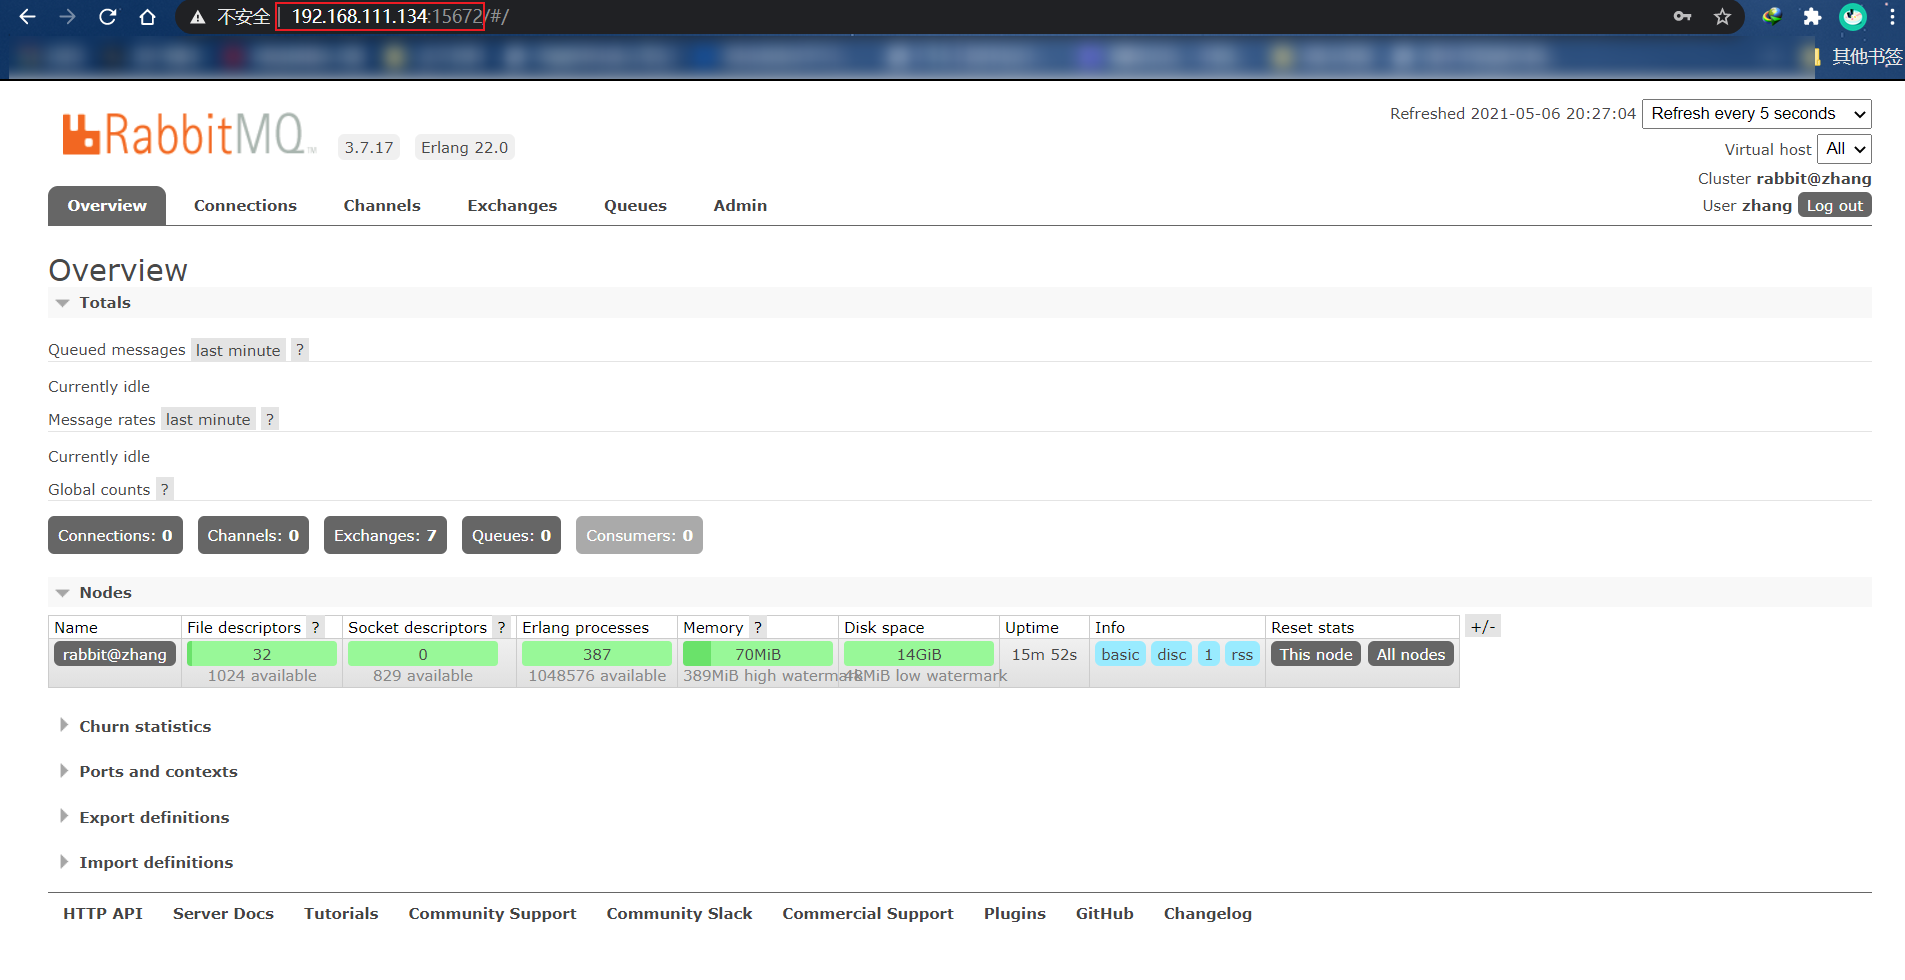 不安全 192.168.111.134:15672/#/
其他书签
RabbitMQ™ 3.7.17 Erlang 22.0
Refreshed 2021-05-06 20:27:04 Refresh every 5 seconds
Virtual host All
Cluster rabbit@zhang
User zhang Log out
Overview Connections Channels Exchanges Queues Admin
Overview
Totals
Queued messages last minute ?
Currently idle
Message rates last minute ?
Currently idle
Global counts ?
Connections: 0 Channels: 0 Exchanges: 7 Queues: 0 Consumers: 0
Nodes
Name File descriptors ? Socket descriptors ? Erlang processes Memory ? Disk space Uptime Info Reset stats +/-
rabbit@zhang 32 0 387 70MiB 14GiB 15m 52s basic disc 1 rss This node All nodes
1024 available 829 available 1048576 available 389MiB high watermark 48MiB low watermark
Churn statistics
Ports and contexts
Export definitions
Import definitions
HTTP API Server Docs Tutorials Community Support Community Slack Commercial Support Plugins GitHub Changelog